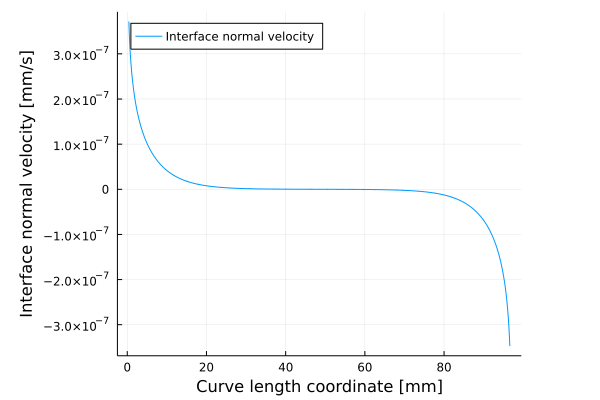 Interface normal velocity
Interface normal velocity [mm/s]
3.0×10⁻⁷
2.0×10⁻⁷
1.0×10⁻⁷
0
−1.0×10⁻⁷
−2.0×10⁻⁷
−3.0×10⁻⁷
0 20 40 60 80
Curve length coordinate [mm]